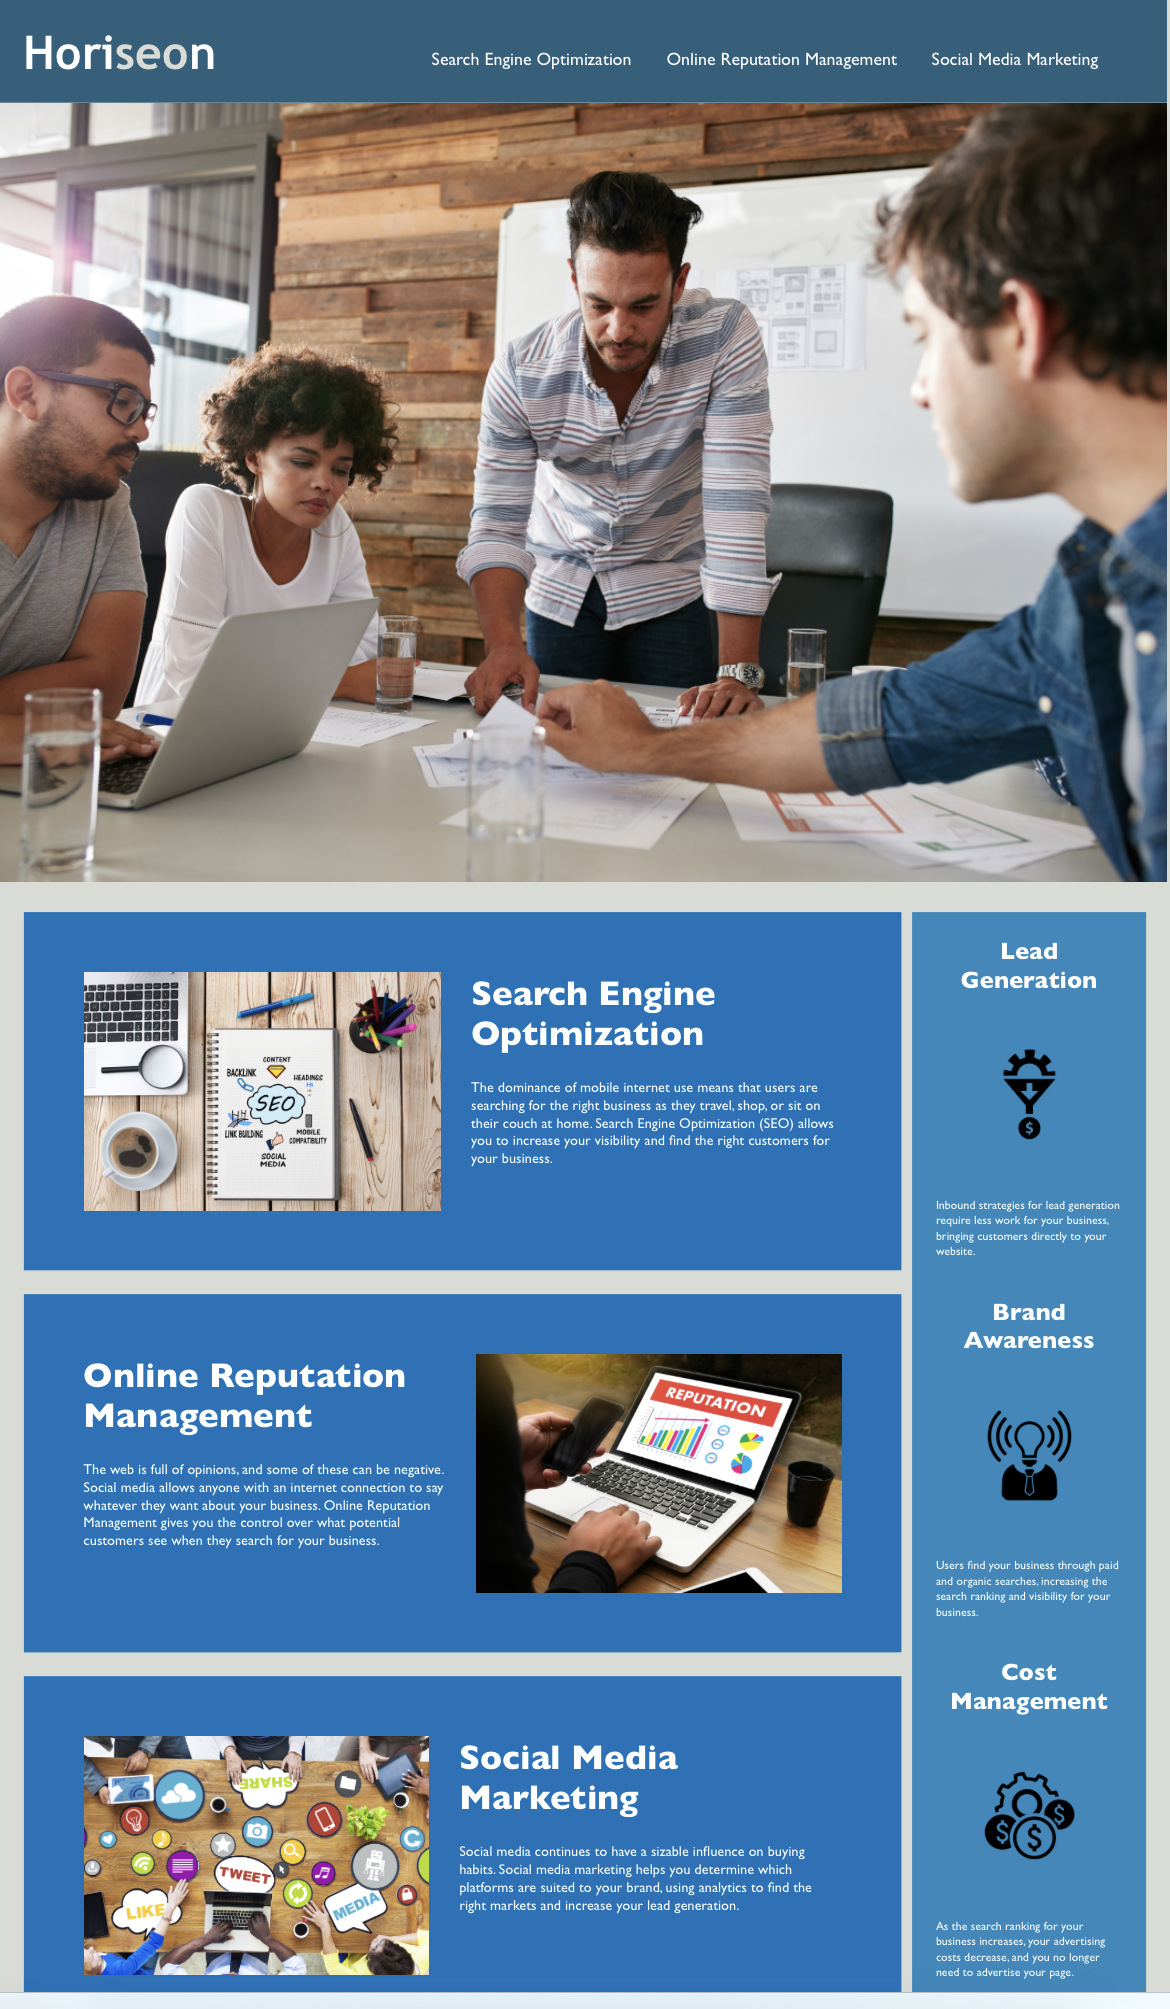 Horiseon
Search Engine Optimization
Online Reputation Management
Social Media Marketing
CONTENT
BACKLINK
HEADINGS
H1
SEO
LINK BUILDING
MOBILE
COMPATIBILITY
SOCIAL
MEDIA
Search Engine
Optimization
The dominance of mobile internet use means that users are
searching for the right business as they travel, shop, or sit on
their couch at home. Search Engine Optimization (SEO) allows
you to increase your visibility and find the right customers for
your business.
Online Reputation
Management
The web is full of opinions, and some of these can be negative.
Social media allows anyone with an internet connection to say
whatever they want about your business. Online Reputation
Management gives you the control over what potential
customers see when they search for your business.
REPUTATION
SHARE
TWEET
LIKE
MEDIA
Social Media
Marketing
Social media continues to have a sizable influence on buying
habits. Social media marketing helps you determine which
platforms are suited to your brand, using analytics to find the
right markets and increase your lead generation.
Lead
Generation
$
Inbound strategies for lead generation
require less work for your business,
bringing customers directly to your
website.
Brand
Awareness
Users find your business through paid
and organic searches, increasing the
search ranking and visibility for your
business.
Cost
Management
$
$
$
As the search ranking for your
business increases, your advertising
costs decrease, and you no longer
need to advertise your page.